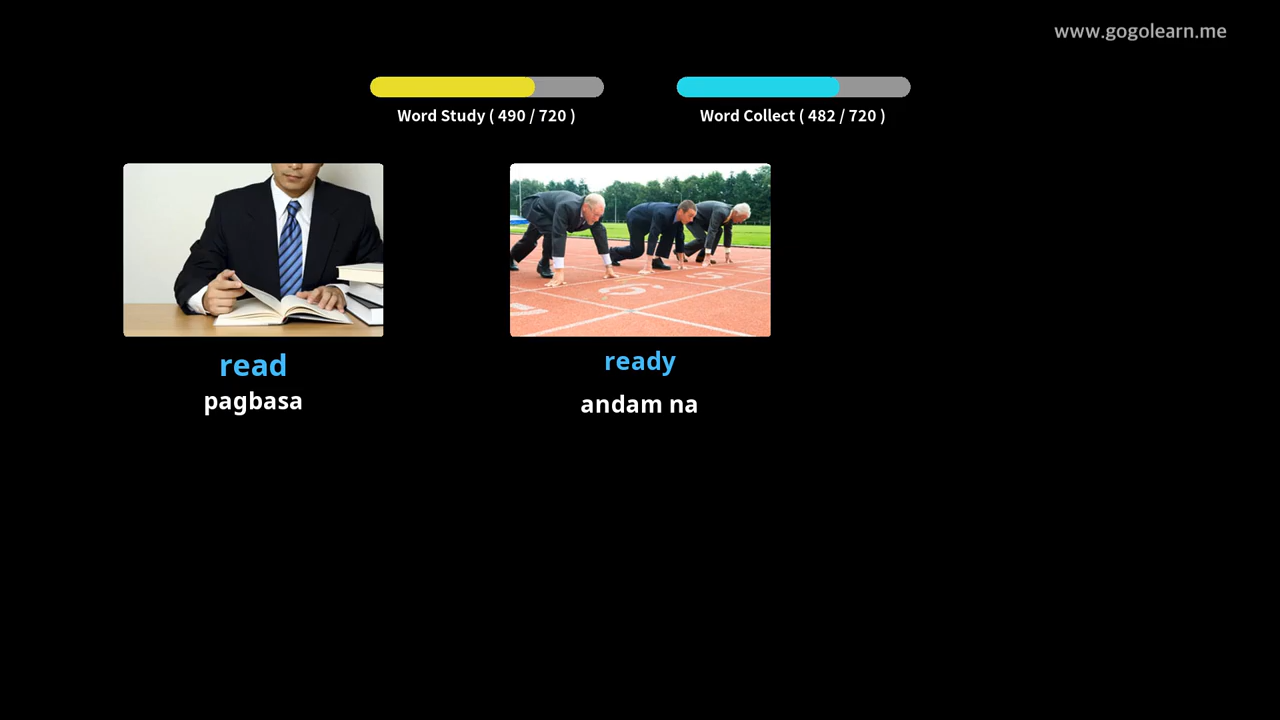 www.gogolearn.me
Word Study ( 490 / 720 )
Word Collect ( 482 / 720 )
read
pagbasa
ready
andam na